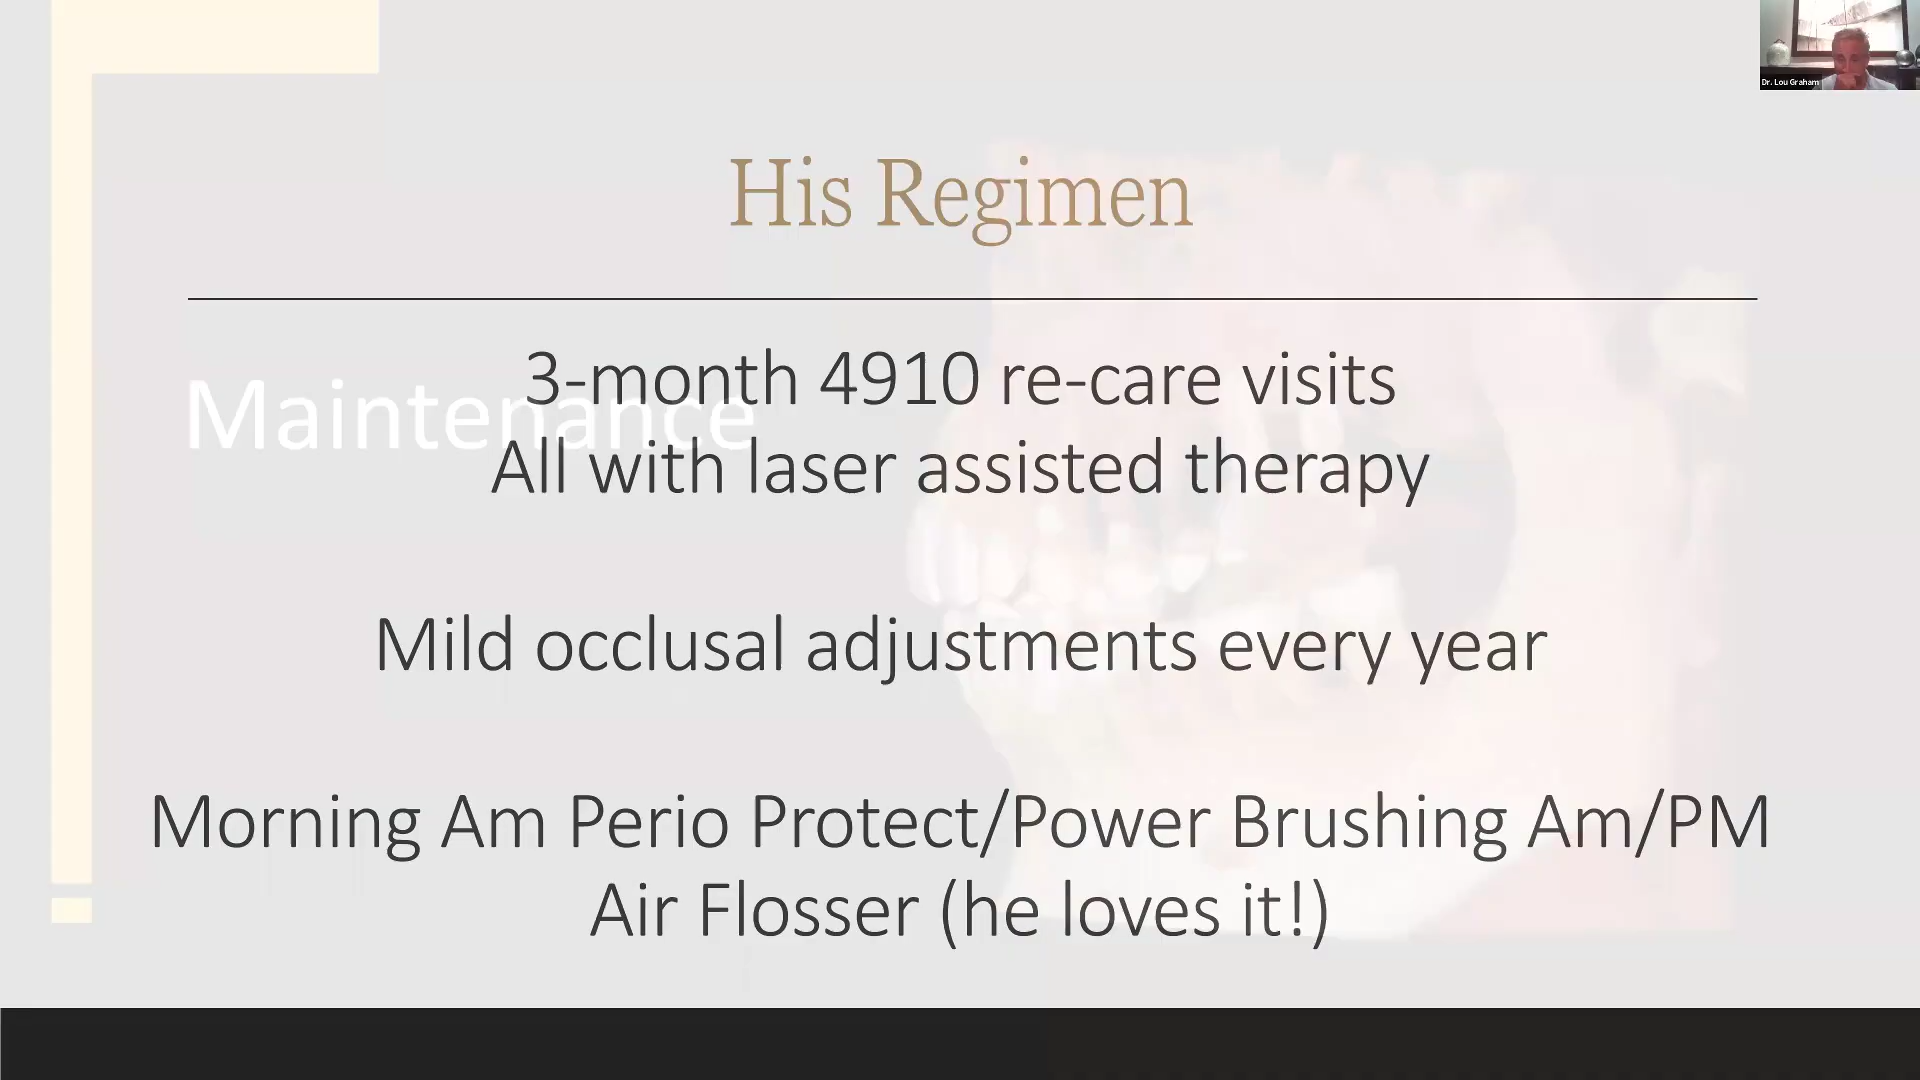 Dr. Lou Graham
His Regimen
Maintenance
3-month 4910 re-care visits
All with laser assisted therapy
Mild occlusal adjustments every year
Morning Am Perio Protect/Power Brushing Am/PM
Air Flosser (he loves it!)